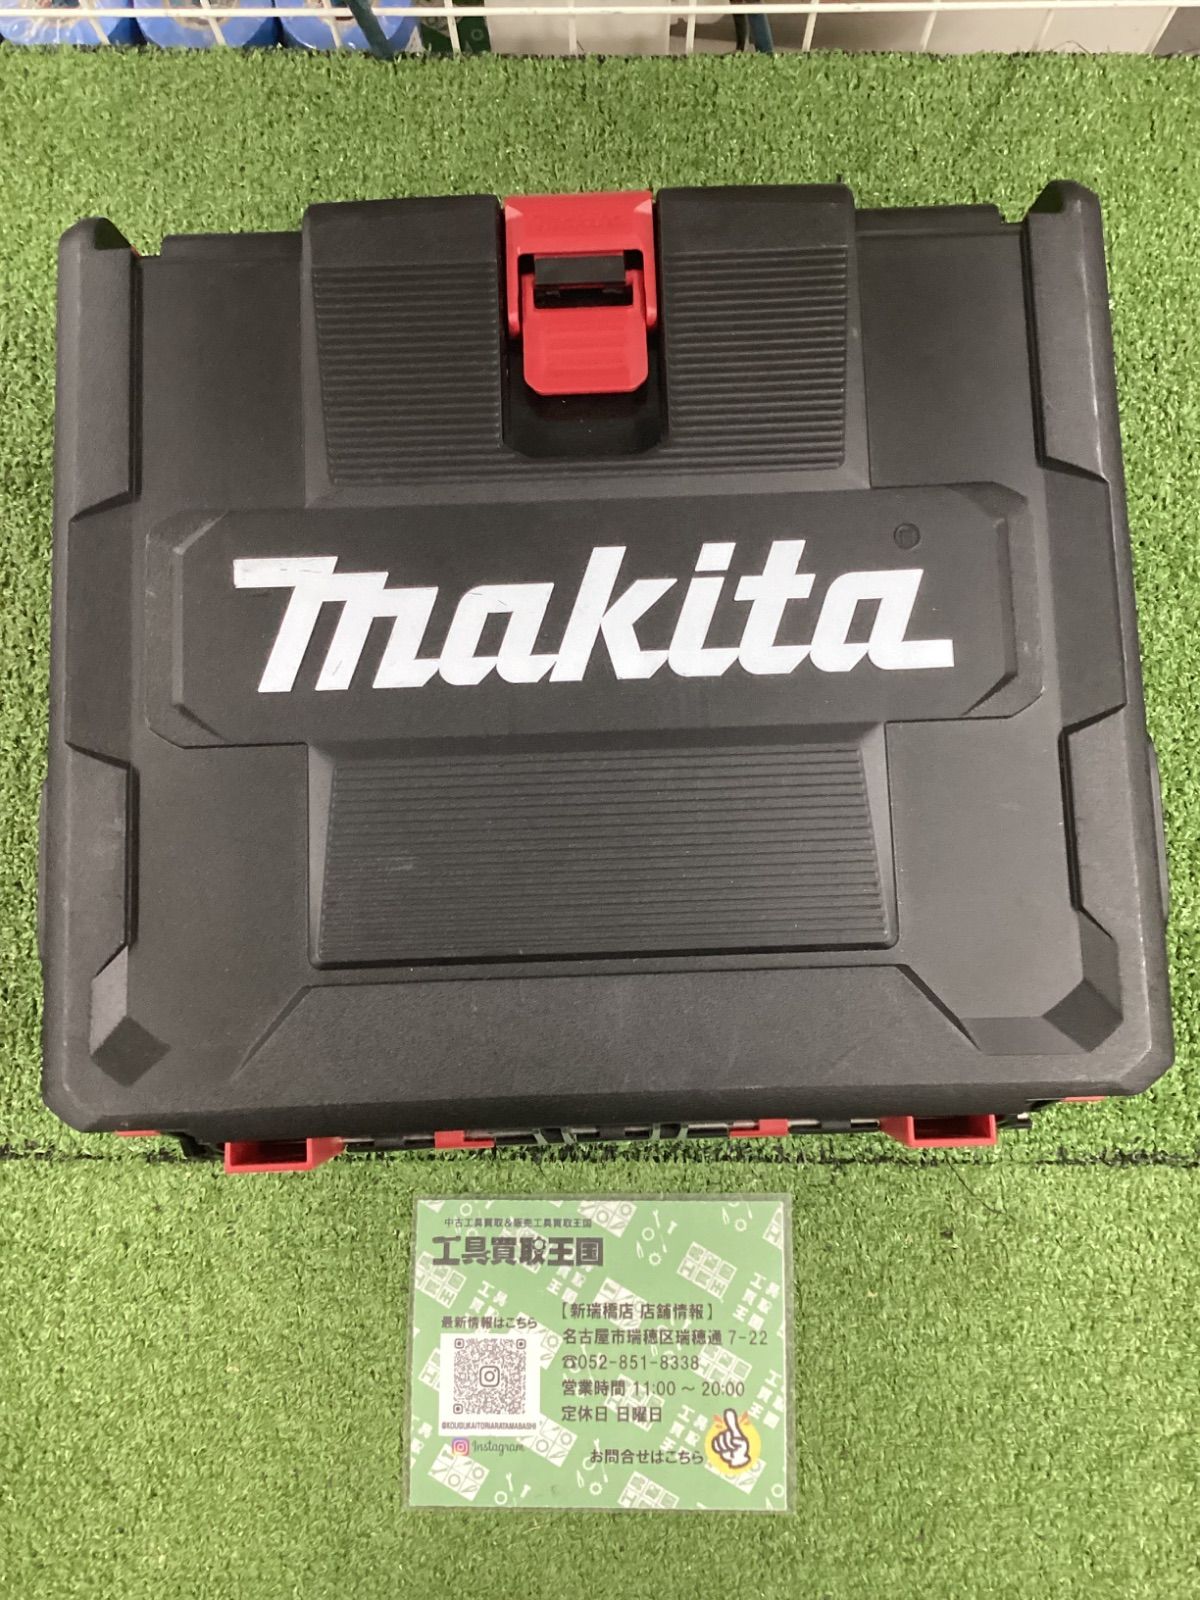 makita
中古工具買取&販売工具買取王国
工具買取王国
最新情報はこちら
@KOUGUKAITORIARATAMABASHI
Instagram
【新瑞橋店 店舗情報】
名古屋市瑞穂区瑞穂通 7-22
☎052-851-8338
営業時間 11:00 ~ 20:00
定休日 日曜日
お問合せはこちら